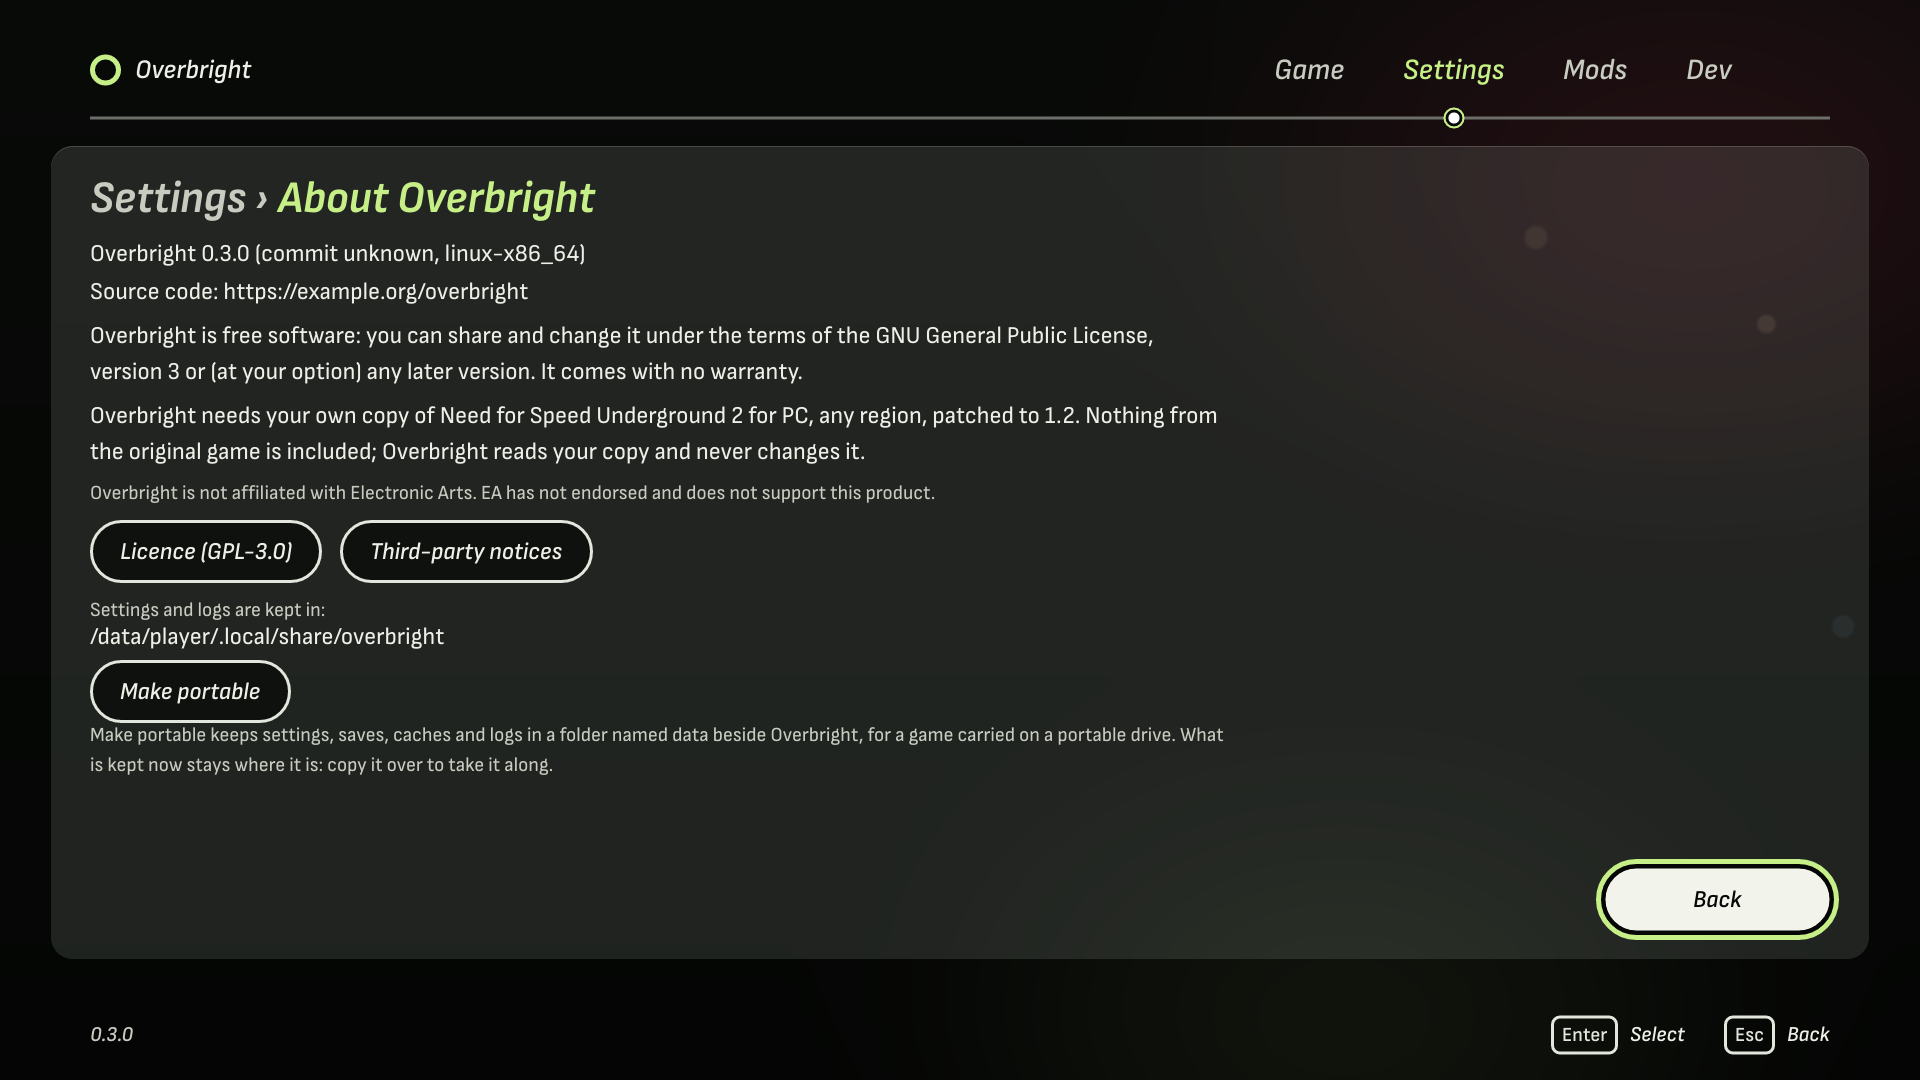 Overbright
Game
Settings
Mods
Dev
Settings › About Overbright
Overbright 0.3.0 (commit unknown, linux-x86_64)
Source code: https://example.org/overbright
Overbright is free software: you can share and change it under the terms of the GNU General Public License,
version 3 or (at your option) any later version. It comes with no warranty.
Overbright needs your own copy of Need for Speed Underground 2 for PC, any region, patched to 1.2. Nothing from
the original game is included; Overbright reads your copy and never changes it.
Overbright is not affiliated with Electronic Arts. EA has not endorsed and does not support this product.
Licence (GPL-3.0)
Third-party notices
Settings and logs are kept in:
/data/player/.local/share/overbright
Make portable
Make portable keeps settings, saves, caches and logs in a folder named data beside Overbright, for a game carried on a portable drive. What
is kept now stays where it is: copy it over to take it along.
Back
0.3.0
Enter Select
Esc Back